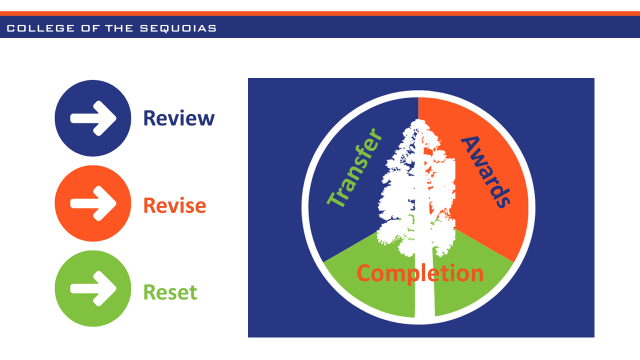 COLLEGE OF THE SEQUOIAS
Review
Revise
Reset
Transfer
Awards
Completion